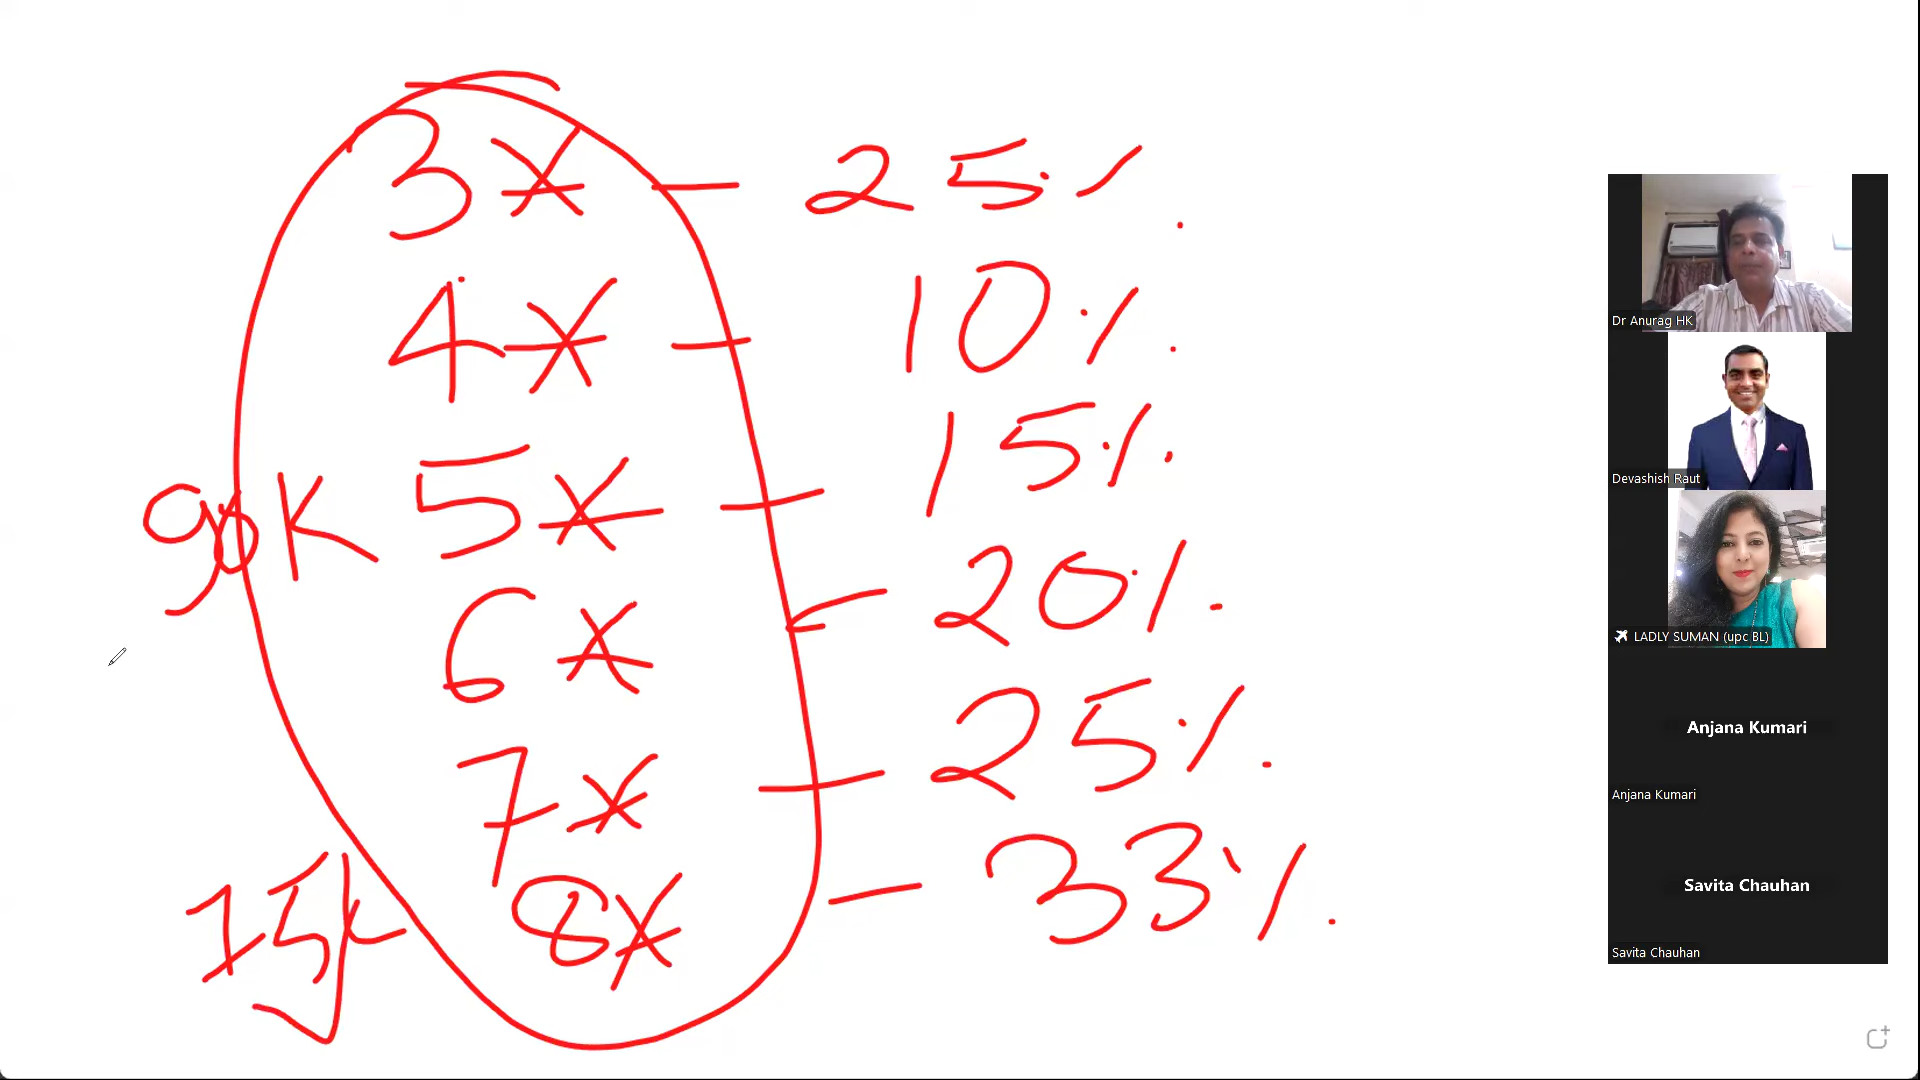 3* - 25%.
4* - 10%.
90K 5* - 15%.
6* - 20%.
7* - 25%.
8* - 33%.
Dr Anurag HK
Devashish Raut
LADLY SUMAN (upc BL)
Anjana Kumari
Anjana Kumari
Savita Chauhan
Savita Chauhan